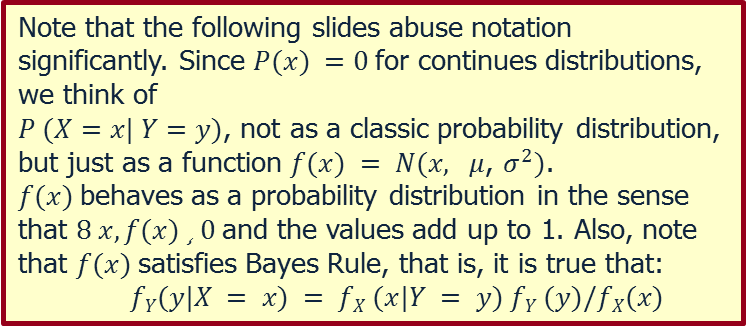 Note that the following slides abuse notation
significantly. Since P(x) = 0 for continues distributions,
we think of
P (X = x| Y = y), not as a classic probability distribution,
but just as a function f(x) = N(x, μ, σ²).
f(x) behaves as a probability distribution in the sense
that 8 x, f(x) ¸ 0 and the values add up to 1. Also, note
that f(x) satisfies Bayes Rule, that is, it is true that:
f_Y(y|X = x) = f_X (x|Y = y) f_Y (y)/f_X(x)